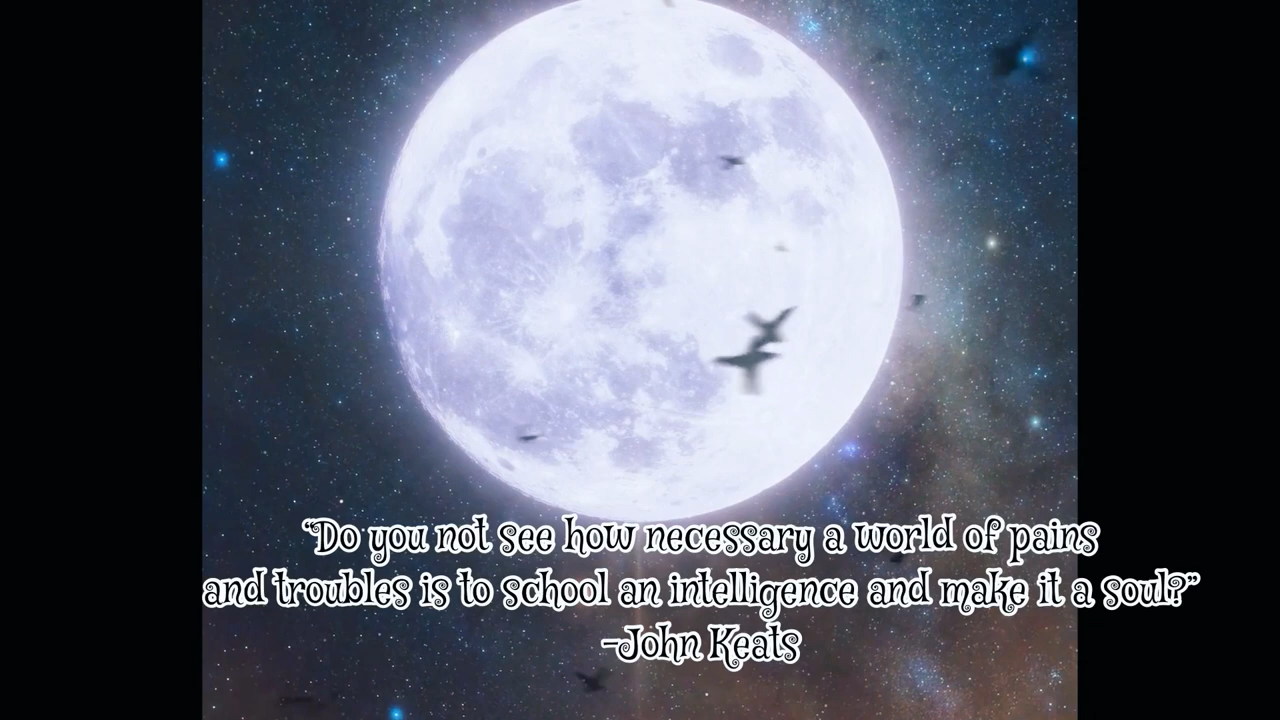 “Do you not see how necessary a world of pains
and troubles is to school an intelligence and make it a soul?”
-John Keats